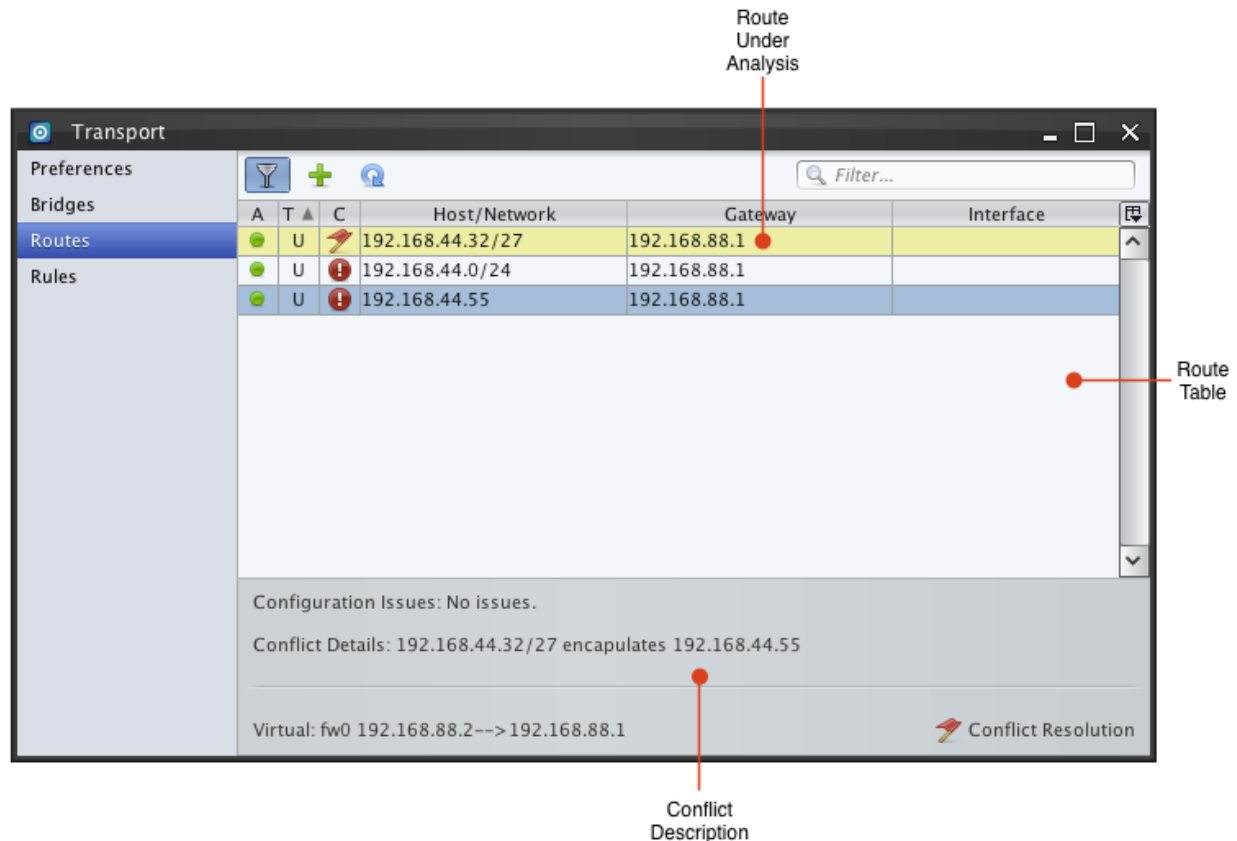 Route
Under
Analysis
Transport
Preferences
Bridges
Routes
Rules
Filter...
A T C Host/Network Gateway Interface
U 192.168.44.32/27 192.168.88.1
U 192.168.44.0/24 192.168.88.1
U 192.168.44.55 192.168.88.1
Route
Table
Configuration Issues: No issues.
Conflict Details: 192.168.44.32/27 encapulates 192.168.44.55
Virtual: fw0 192.168.88.2-->192.168.88.1
Conflict Resolution
Conflict
Description